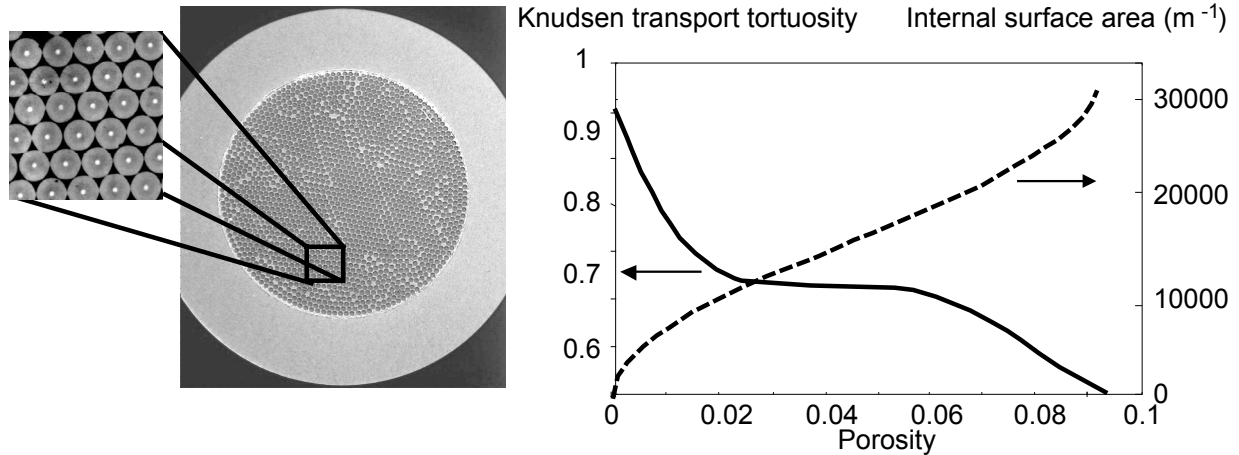 Knudsen transport tortuosity
Internal surface area (m -1)
1
0.9
0.8
0.7
0.6
30000
20000
10000
0
0 0.02 0.04 0.06 0.08 0.1
Porosity